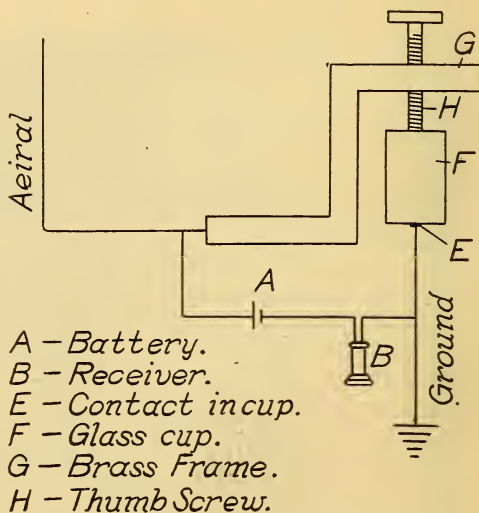 G
H
F
E
Aeiral
A
B
Ground
A – Battery.
B – Receiver.
E – Contact in cup.
F – Glass cup.
G – Brass Frame.
H – Thumb Screw.